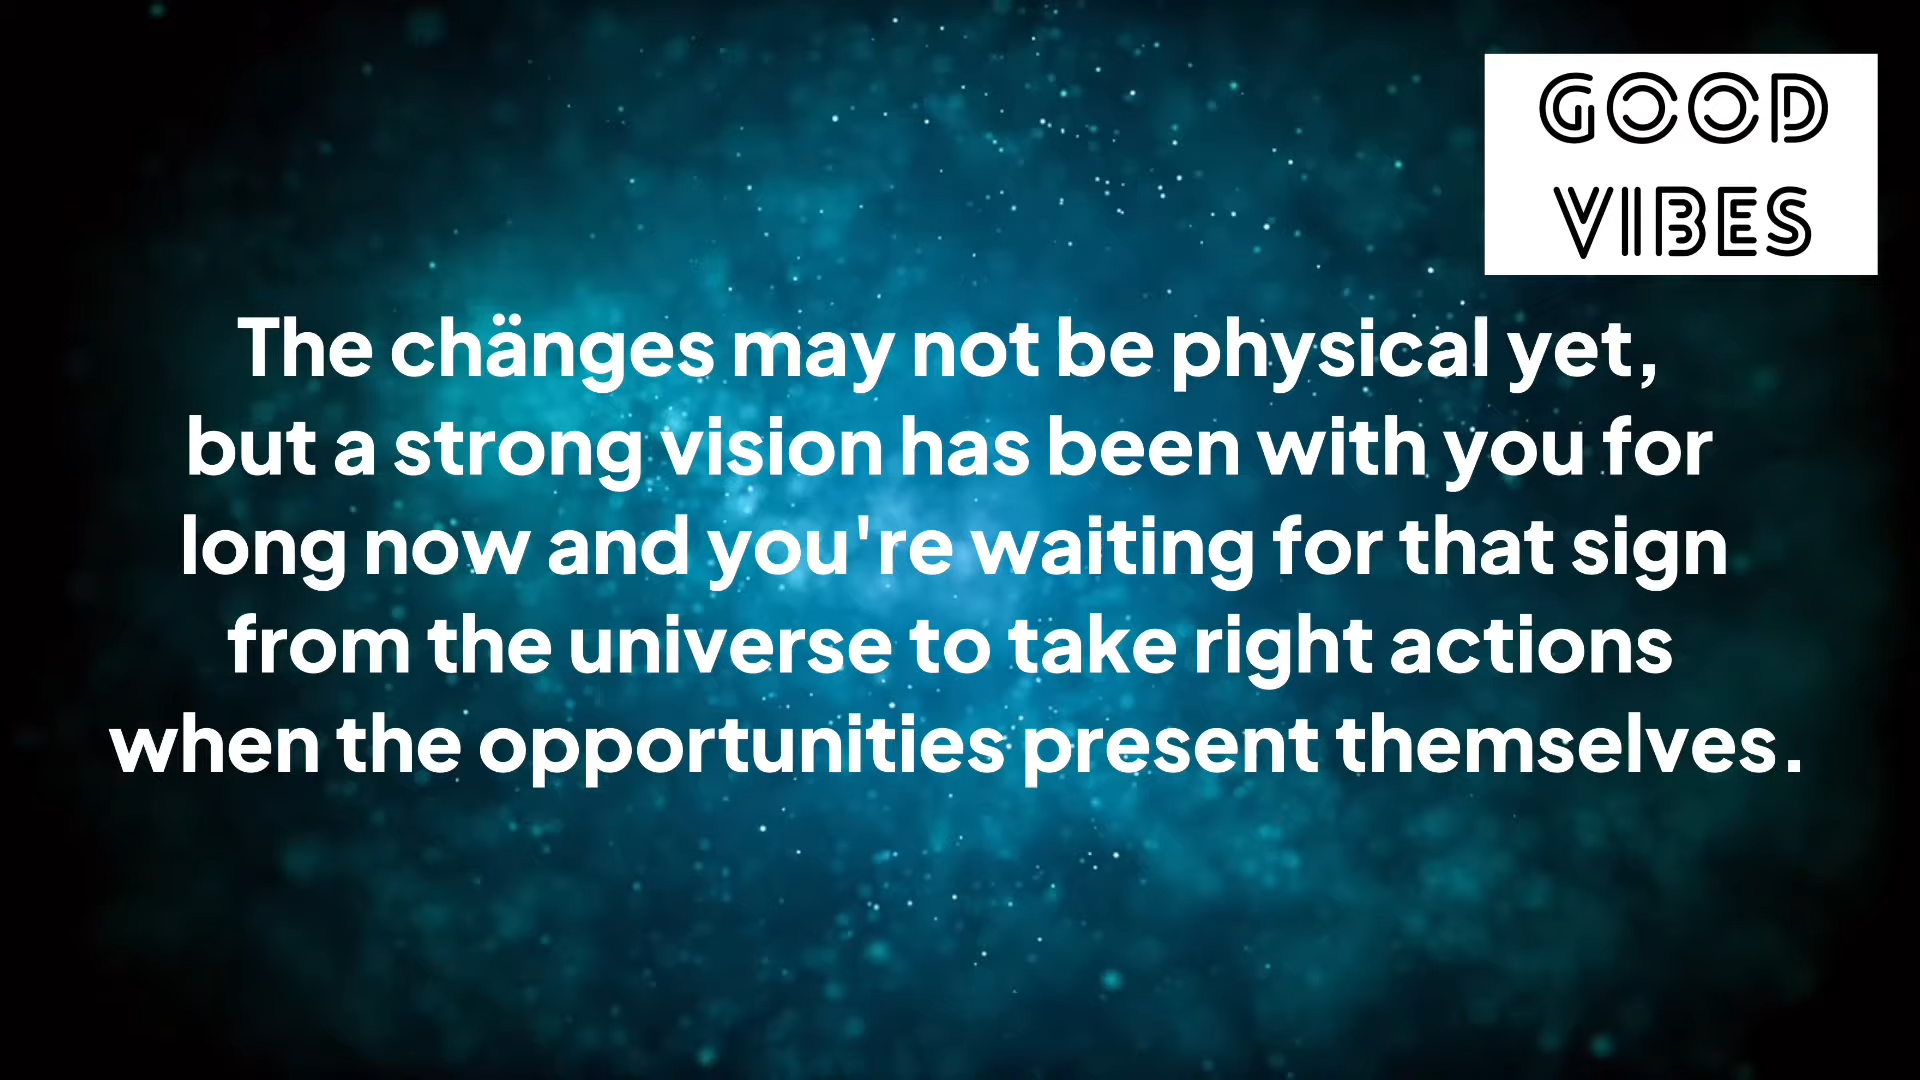 GOOD
VIBES
The chänges may not be physical yet,
but a strong vision has been with you for
long now and you're waiting for that sign
from the universe to take right actions
when the opportunities present themselves.